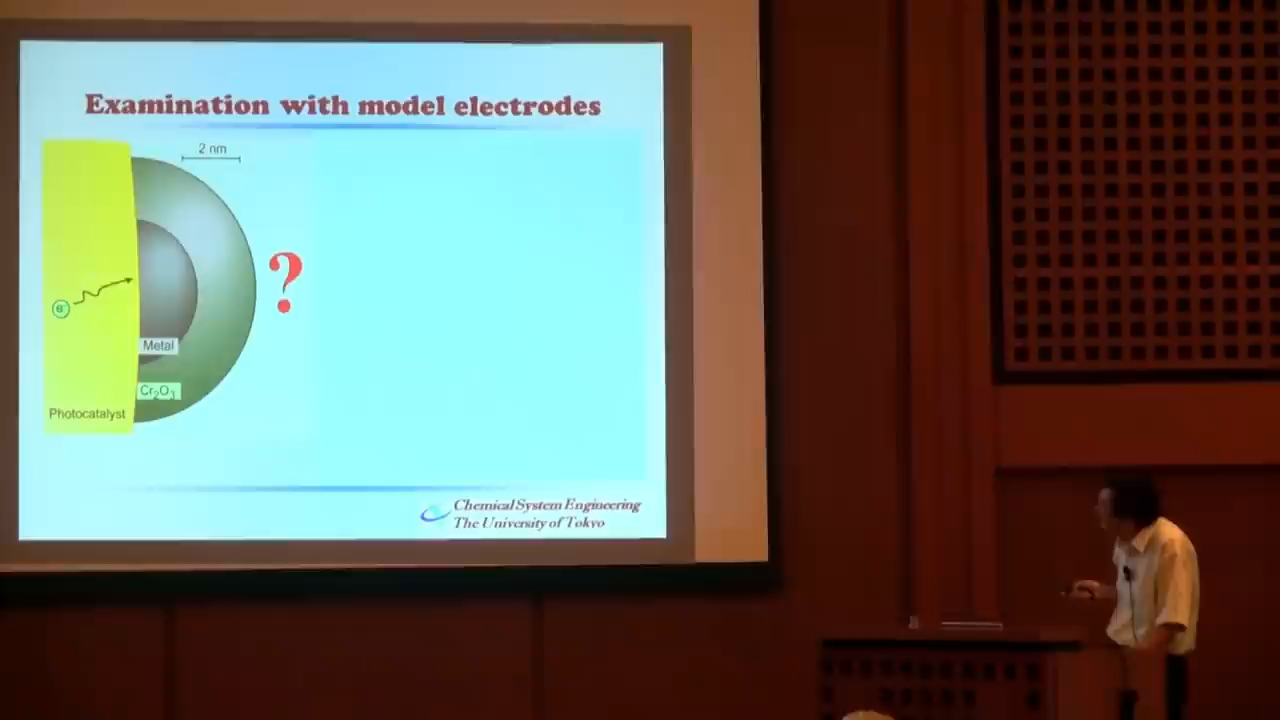 Examination with model electrodes
2 nm
e⁻
Metal
Cr₂O₃
Photocatalyst
?
Chemical System Engineering
The University of Tokyo